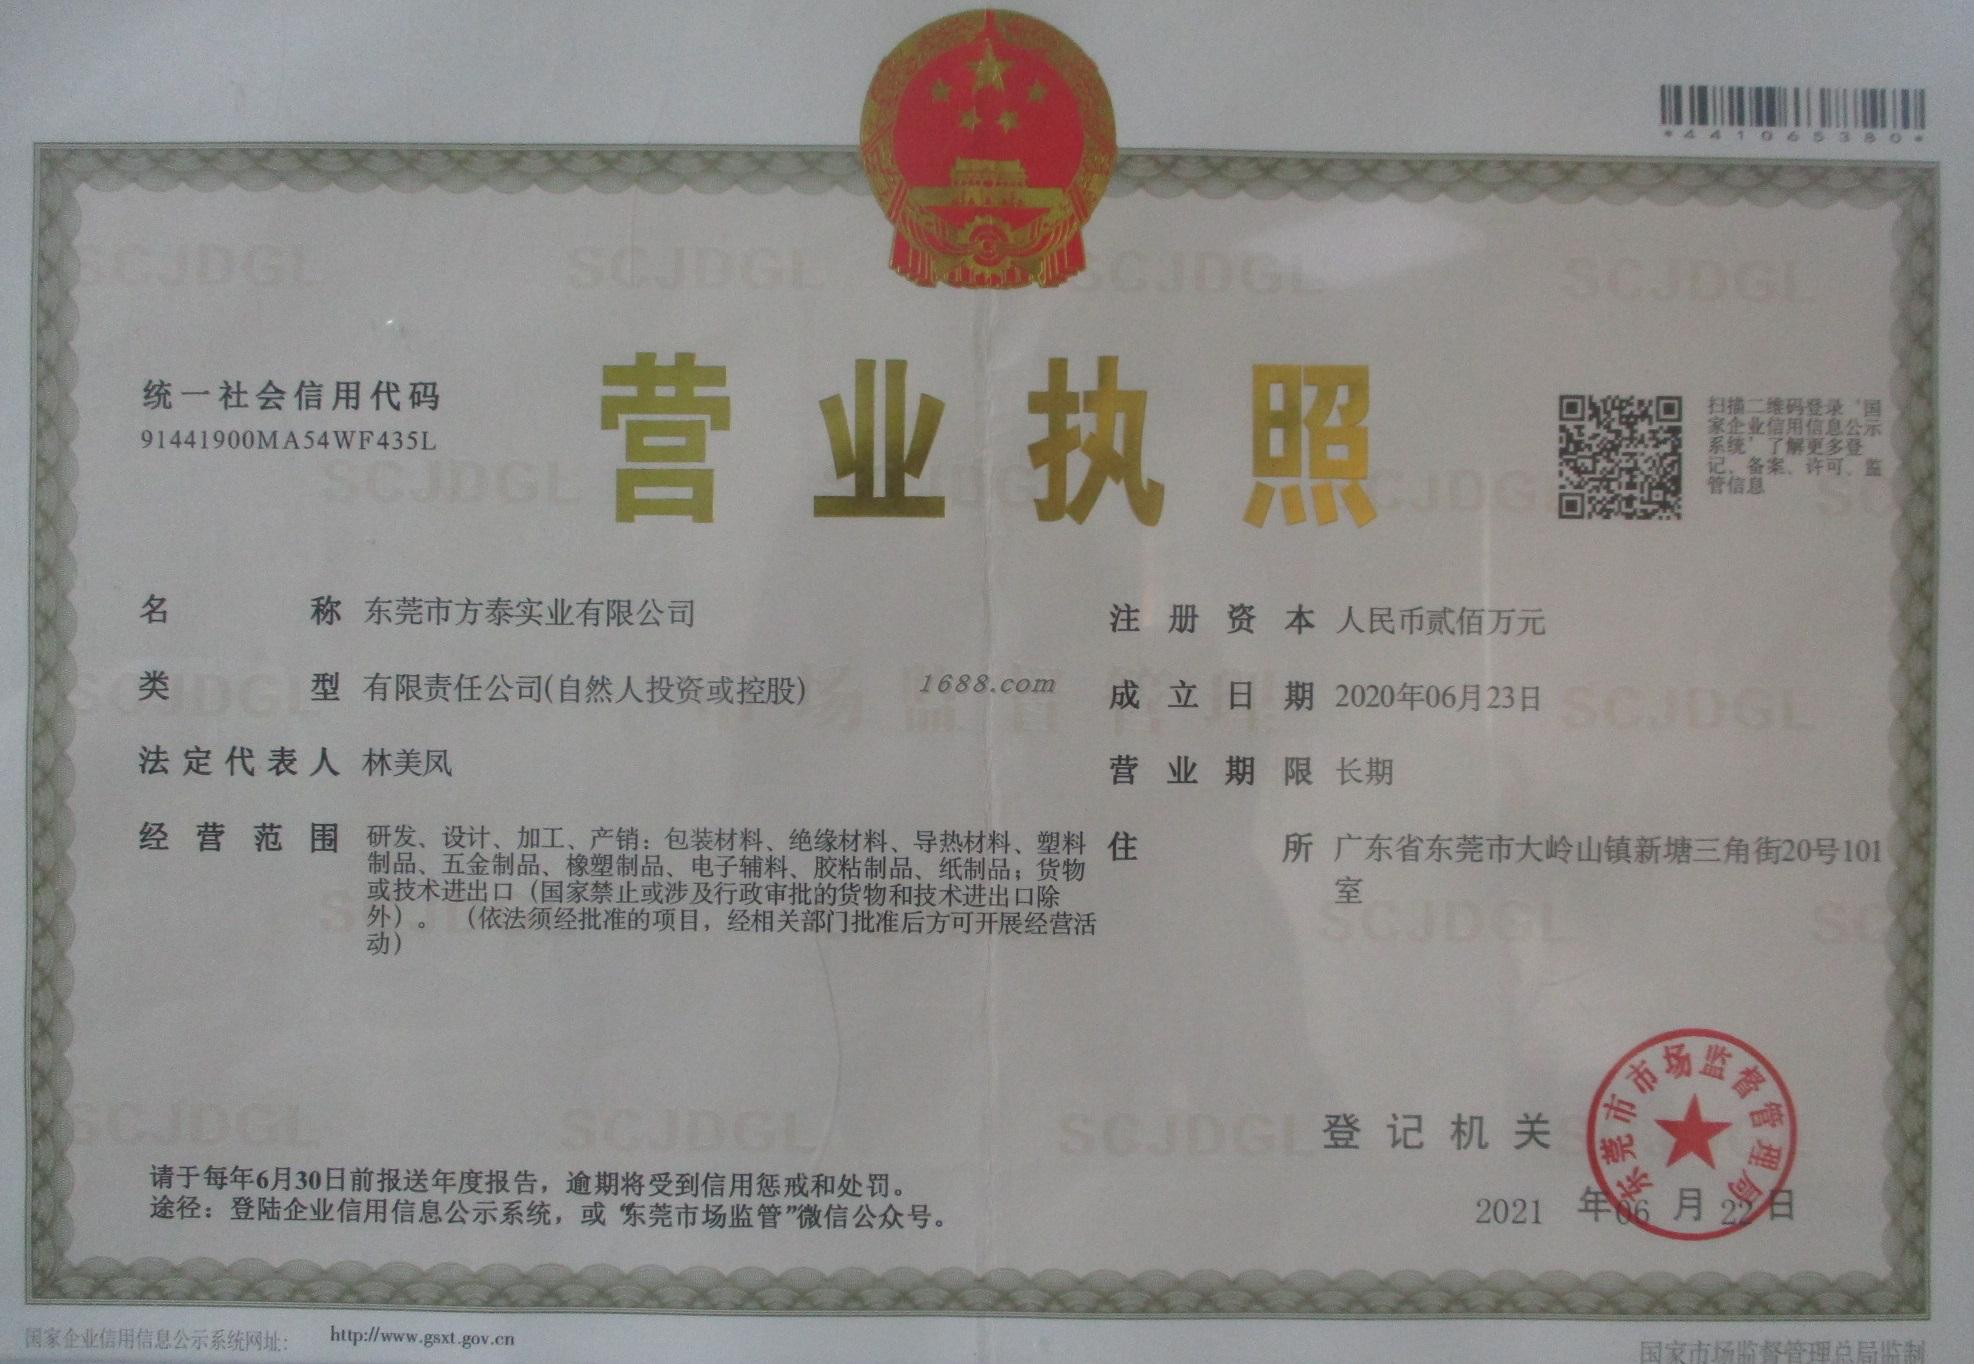 *441065380*
统一社会信用代码
91441900MA54WF435L
营业执照
扫描二维码登录‘国
家企业信用信息公示
系统’了解更多登
记、备案、许可、监
管信息
名称 东莞市方泰实业有限公司
类型 有限责任公司(自然人投资或控股)
法定代表人 林美凤
经营范围 研发、设计、加工、产销：包装材料、绝缘材料、导热材料、塑料
制品、五金制品、橡塑制品、电子辅料、胶粘制品、纸制品；货物
或技术进出口（国家禁止或涉及行政审批的货物和技术进出口除
外）。（依法须经批准的项目，经相关部门批准后方可开展经营活
动）
1688.com
注册资本 人民币贰佰万元
成立日期 2020年06月23日
营业期限 长期
住所 广东省东莞市大岭山镇新塘三角街20号101
室
登记机关
东莞市市场监督管理局
2021 年06 月 22日
请于每年6月30日前报送年度报告，逾期将受到信用惩戒和处罚。
途径：登陆企业信用信息公示系统，或“东莞市场监管”微信公众号。
国家企业信用信息公示系统网址： http://www.gsxt.gov.cn
国家市场监督管理总局监制